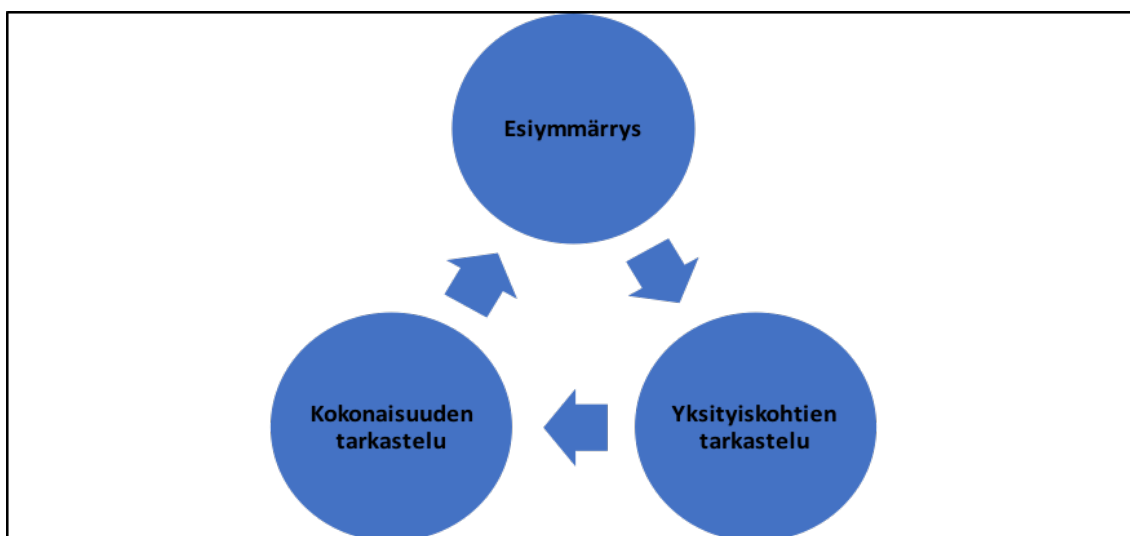 Esiymmärrys
Kokonaisuuden
tarkastelu
Yksityiskohtien
tarkastelu